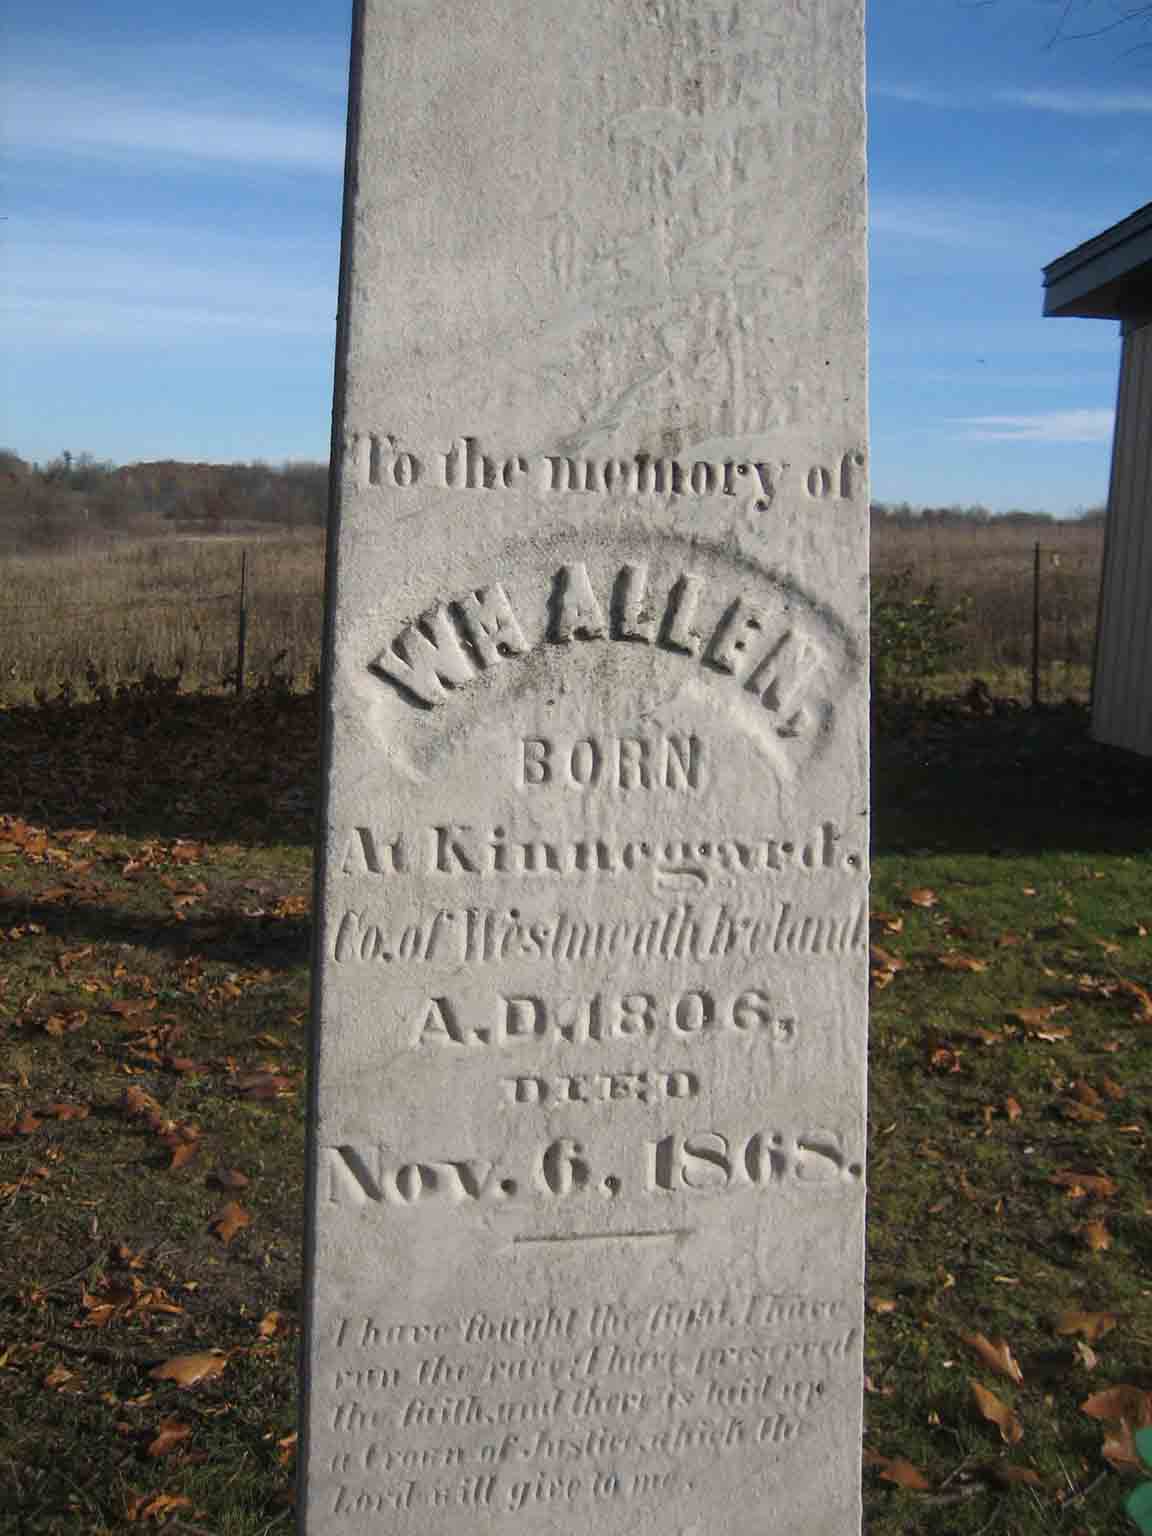 To the memory of
WM ALLEN,
BORN
At Kinneggard.
Co. of Westmeath Ireland.
A.D. 1806,
DIED
Nov. 6, 1868.
I have fought the fight, I have
run the race, I have preserved
the faith, and there is laid up
a Crown of Justice, which the
Lord will give to me.